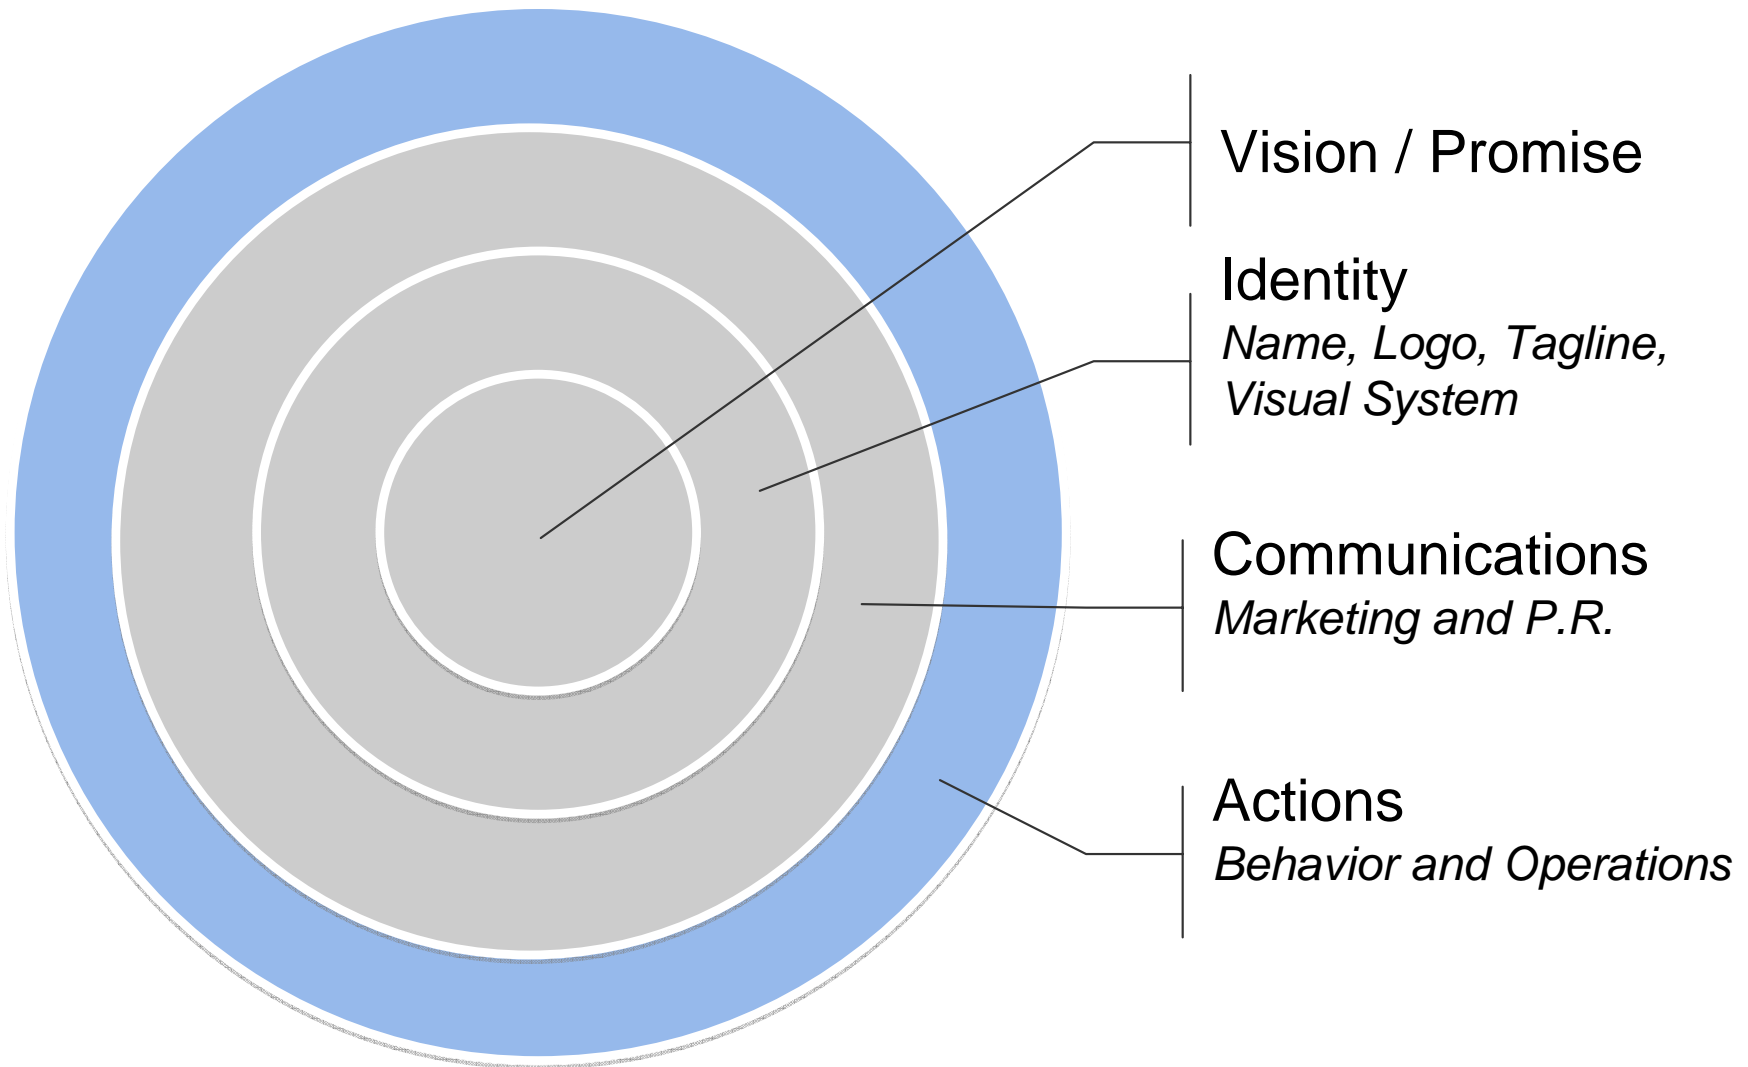 Vision / Promise
Identity
Name, Logo, Tagline,
Visual System
Communications
Marketing and P.R.
Actions
Behavior and Operations